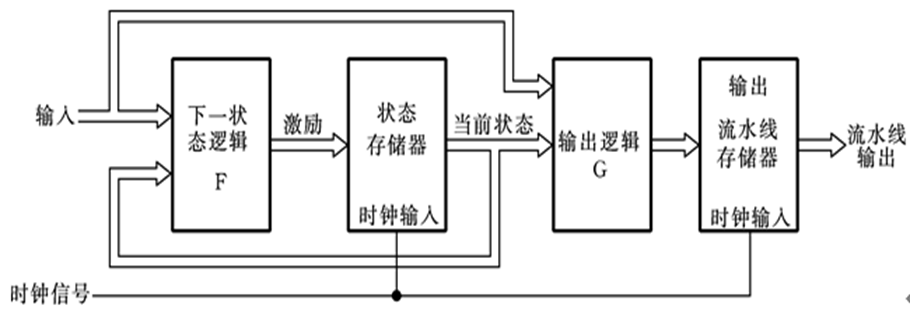 输入
下一状
态逻辑
F
激励
状态
存储器
时钟输入
当前状态
输出逻辑
G
输出
流水线
存储器
时钟输入
流水线
输出
时钟信号